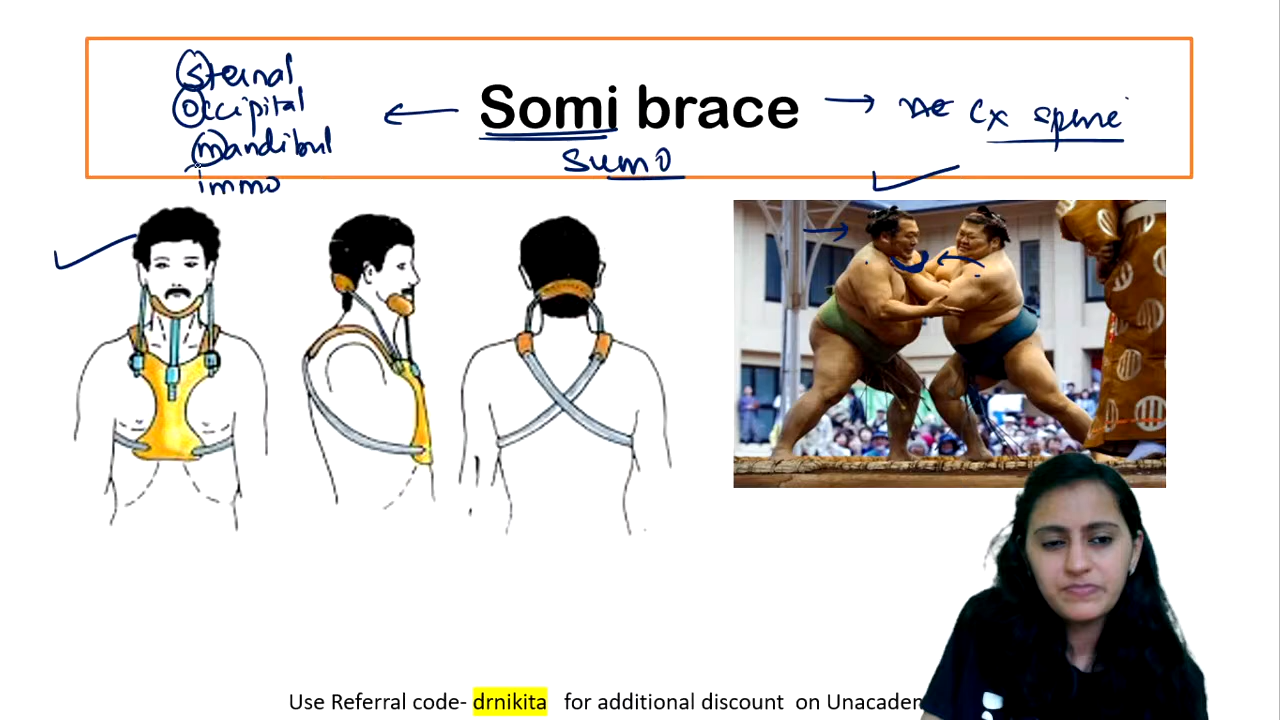 Sternal
Occipital
mandibul
immo
Somi brace
Cx spine
Sumo
Use Referral code- drnikita for additional discount on Unacaden